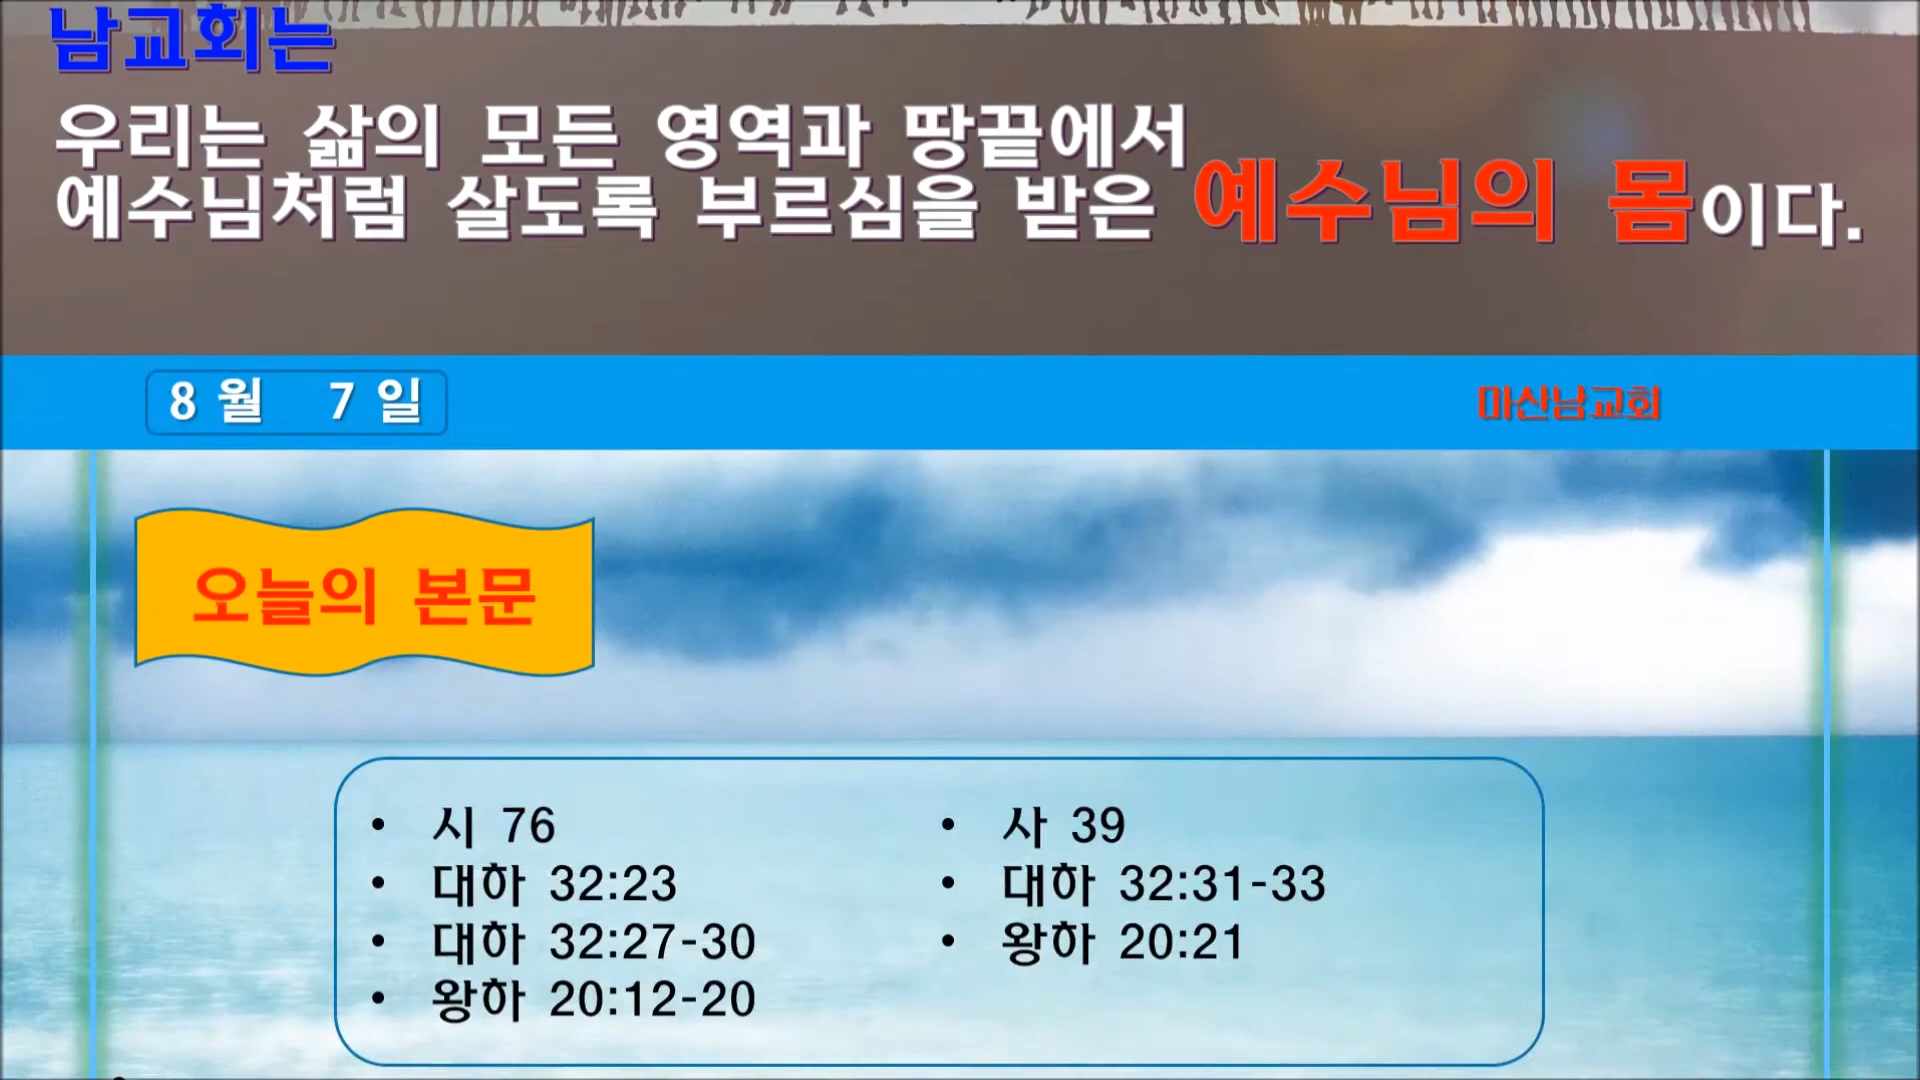 남교회는
우리는 삶의 모든 영역과 땅끝에서
예수님처럼 살도록 부르심을 받은 예수님의 몸이다.
8 월 7 일
마산남교회
오늘의 본문
• 시 76
• 대하 32:23
• 대하 32:27-30
• 왕하 20:12-20
• 사 39
• 대하 32:31-33
• 왕하 20:21